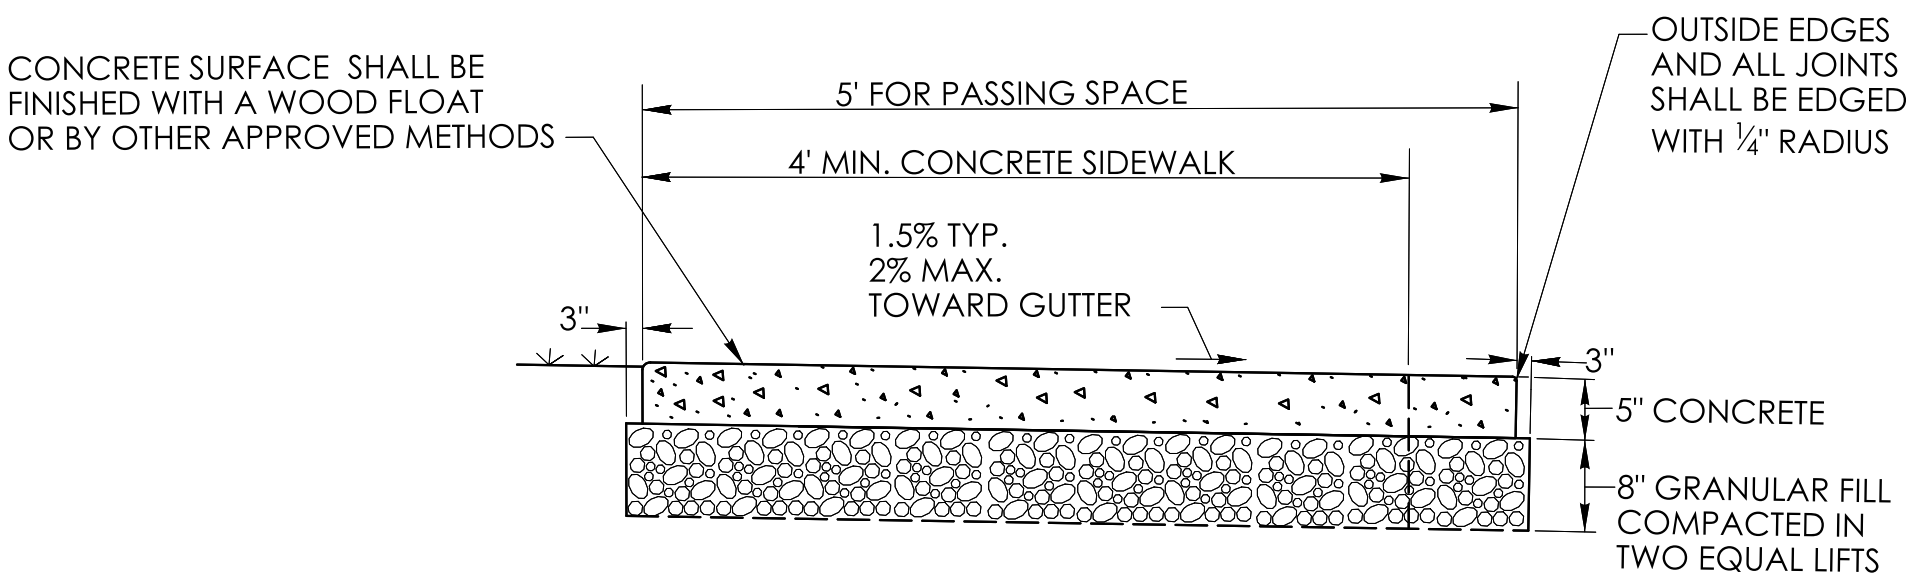 CONCRETE SURFACE SHALL BE
FINISHED WITH A WOOD FLOAT
OR BY OTHER APPROVED METHODS
5' FOR PASSING SPACE
4' MIN. CONCRETE SIDEWALK
OUTSIDE EDGES
AND ALL JOINTS
SHALL BE EDGED
WITH 1/4" RADIUS
1.5% TYP.
2% MAX.
TOWARD GUTTER
3"
3"
5" CONCRETE
8" GRANULAR FILL
COMPACTED IN
TWO EQUAL LIFTS